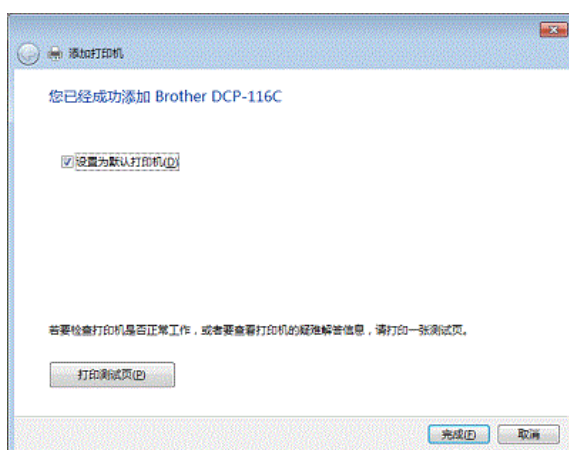 添加打印机
您已经成功添加 Brother DCP-116C
设置为默认打印机(D)
若要检查打印机是否正常工作，或者要查看打印机的疑难解答信息，请打印一张测试页。
打印测试页(P)
完成(F) 取消